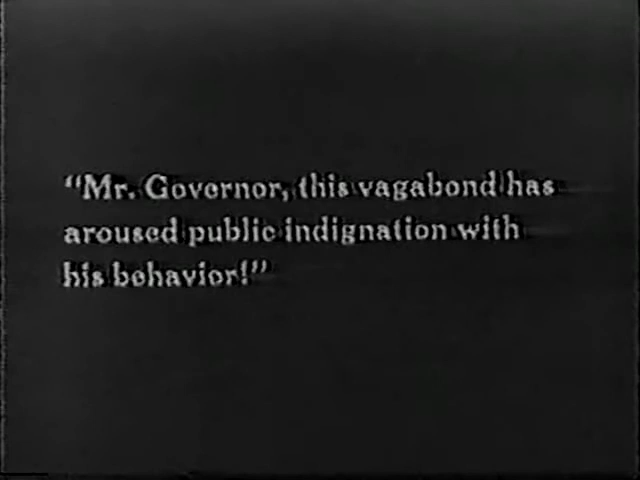 "Mr. Governor, this vagabond has
aroused public indignation with
his behavior!"